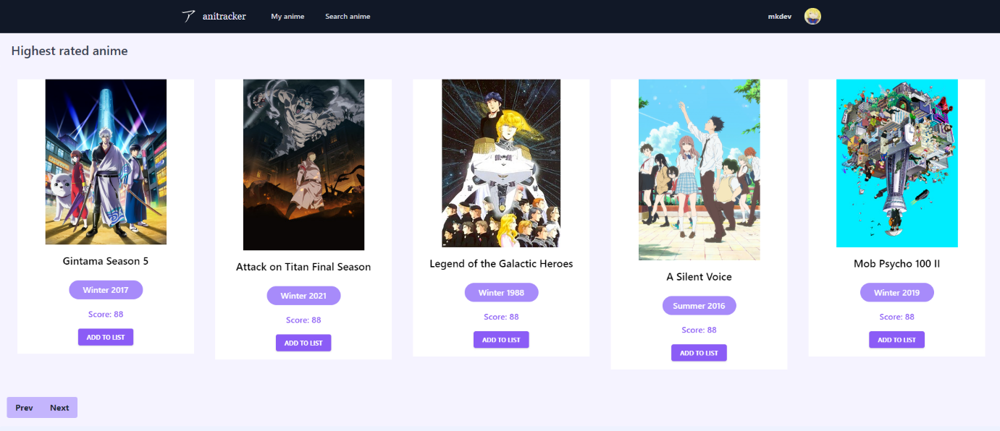 anitracker My anime Search anime mkdev
Highest rated anime
Gintama Season 5
Winter 2017
Score: 88
ADD TO LIST
Attack on Titan Final Season
Winter 2021
Score: 88
ADD TO LIST
Legend of the Galactic Heroes
Winter 1988
Score: 88
ADD TO LIST
A Silent Voice
Summer 2016
Score: 88
ADD TO LIST
Mob Psycho 100 II
Winter 2019
Score: 88
ADD TO LIST
Prev Next